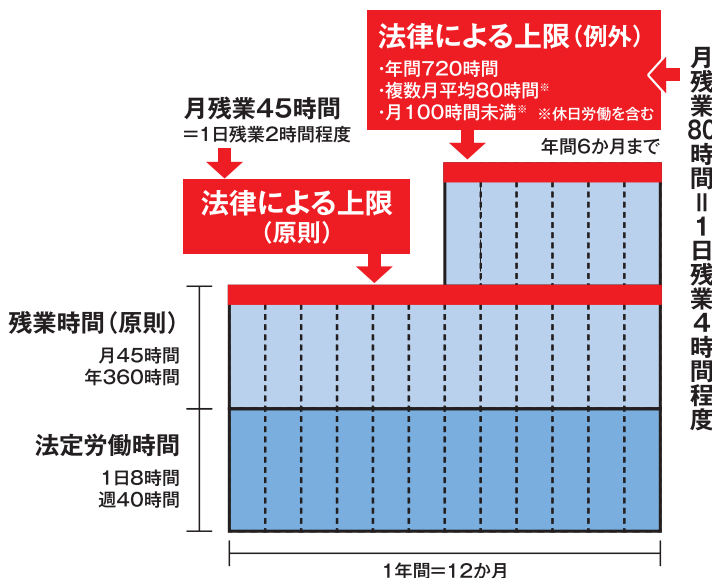 法律による上限（例外）
・年間720時間
・複数月平均80時間※
・月100時間未満※ ※休日労働を含む
月残業80時間＝1日残業4時間程度
月残業45時間
＝1日残業2時間程度
年間6か月まで
法律による上限
（原則）
残業時間（原則）
月45時間
年360時間
法定労働時間
1日8時間
週40時間
1年間＝12か月